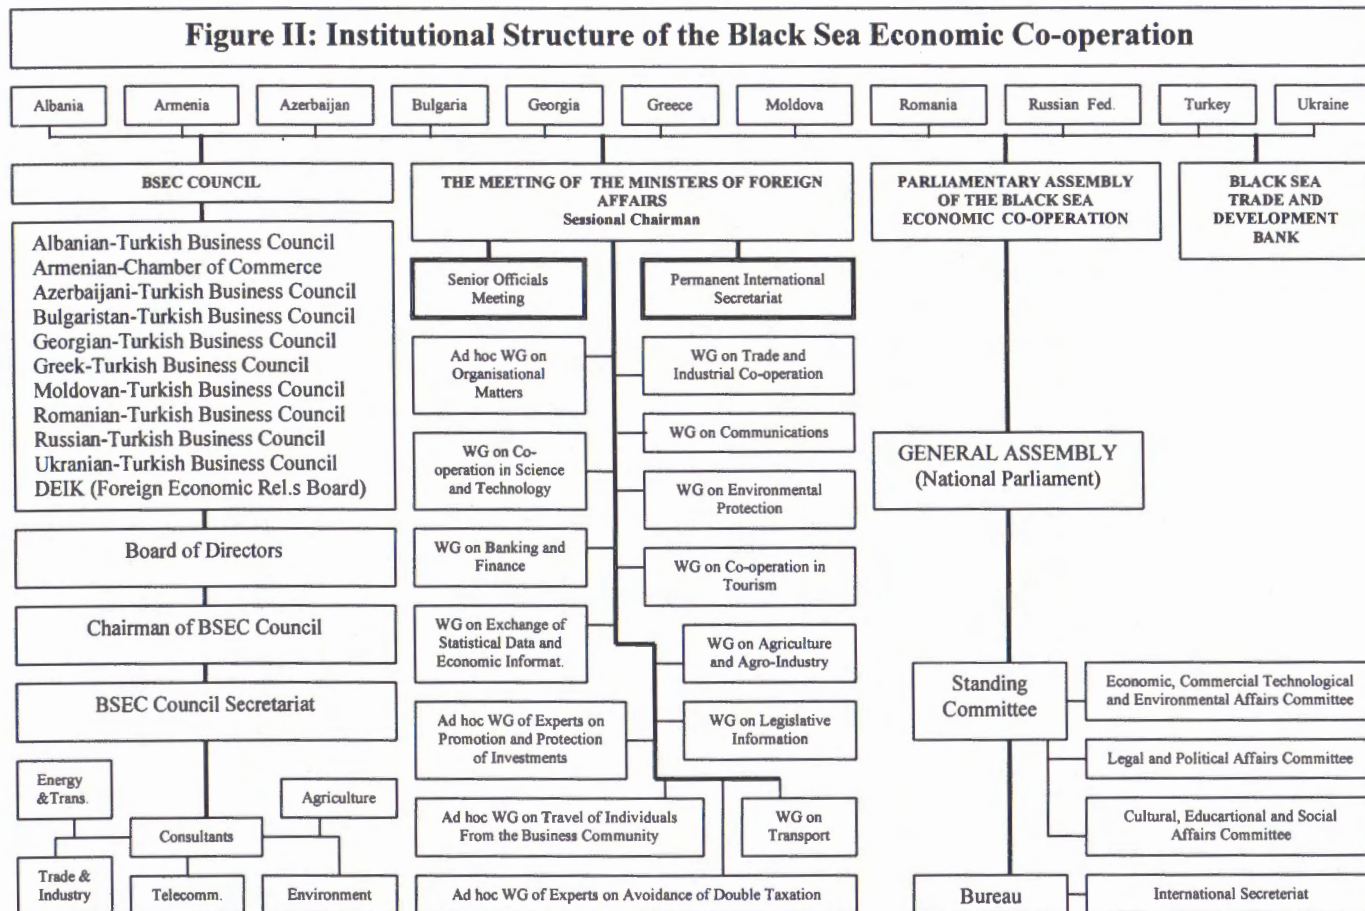 Figure II: Institutional Structure of the Black Sea Economic Co-operation
Albania
Armenia
Azerbaijan
Bulgaria
Georgia
Greece
Moldova
Romania
Russian Fed.
Turkey
Ukraine
BSEC COUNCIL
Albanian-Turkish Business Council
Armenian-Chamber of Commerce
Azerbaijani-Turkish Business Council
Bulgaristan-Turkish Business Council
Georgian-Turkish Business Council
Greek-Turkish Business Council
Moldovan-Turkish Business Council
Romanian-Turkish Business Council
Russian-Turkish Business Council
Ukranian-Turkish Business Council
DEIK (Foreign Economic Rel.s Board)
Board of Directors
Chairman of BSEC Council
BSEC Council Secretariat
Energy
&Trans.
Agriculture
Consultants
Trade &
Industry
Telecomm.
Environment
THE MEETING OF THE MINISTERS OF FOREIGN
AFFAIRS
Sessional Chairman
Senior Officials
Meeting
Permanent International
Secretariat
Ad hoc WG on
Organisational
Matters
WG on Trade and
Industrial Co-operation
WG on Communications
WG on Co-
operation in Science
and Technology
WG on Environmental
Protection
WG on Banking and
Finance
WG on Co-operation in
Tourism
WG on Exchange of
Statistical Data and
Economic Informat.
WG on Agriculture
and Agro-Industry
Ad hoc WG of Experts on
Promotion and Protection
of Investments
WG on Legislative
Information
Ad hoc WG on Travel of Individuals
From the Business Community
WG on
Transport
Ad hoc WG of Experts on Avoidance of Double Taxation
PARLIAMENTARY ASSEMBLY
OF THE BLACK SEA
ECONOMIC CO-OPERATION
GENERAL ASSEMBLY
(National Parliament)
Standing
Committee
Economic, Commercial Technological
and Environmental Affairs Committee
Legal and Political Affairs Committee
Cultural, Educartional and Social
Affairs Committee
Bureau
International Secreteriat
BLACK SEA
TRADE AND
DEVELOPMENT
BANK